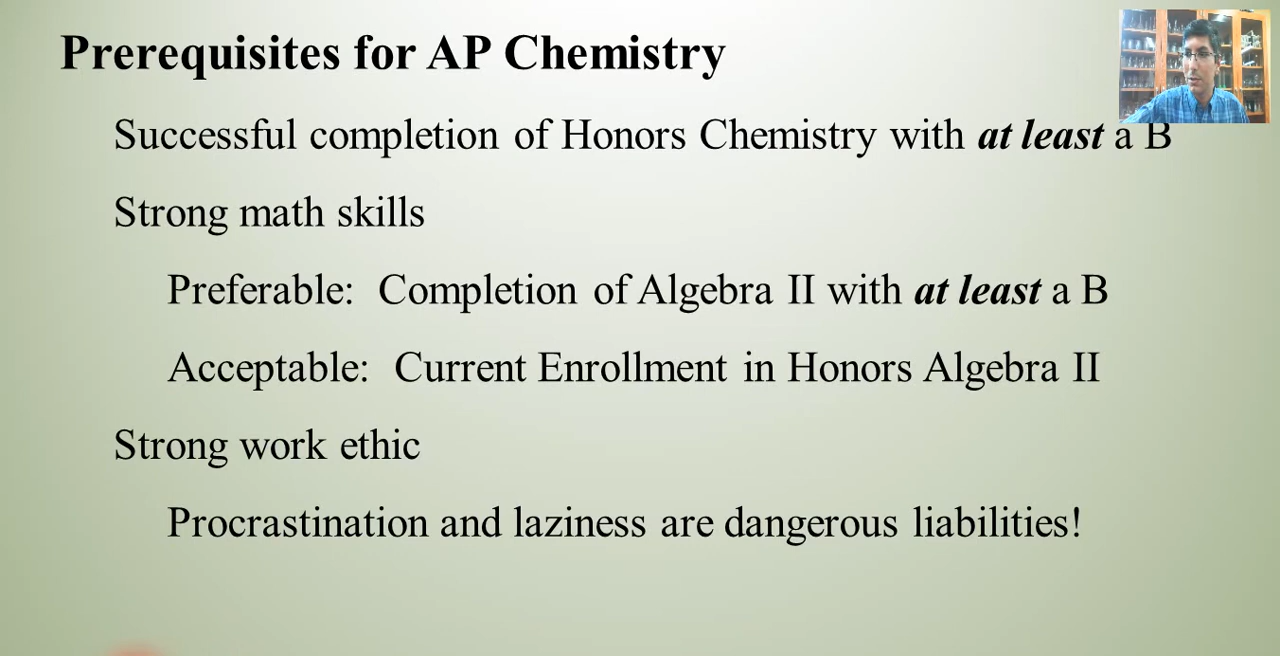 Prerequisites for AP Chemistry
Successful completion of Honors Chemistry with at least a B
Strong math skills
Preferable: Completion of Algebra II with at least a B
Acceptable: Current Enrollment in Honors Algebra II
Strong work ethic
Procrastination and laziness are dangerous liabilities!